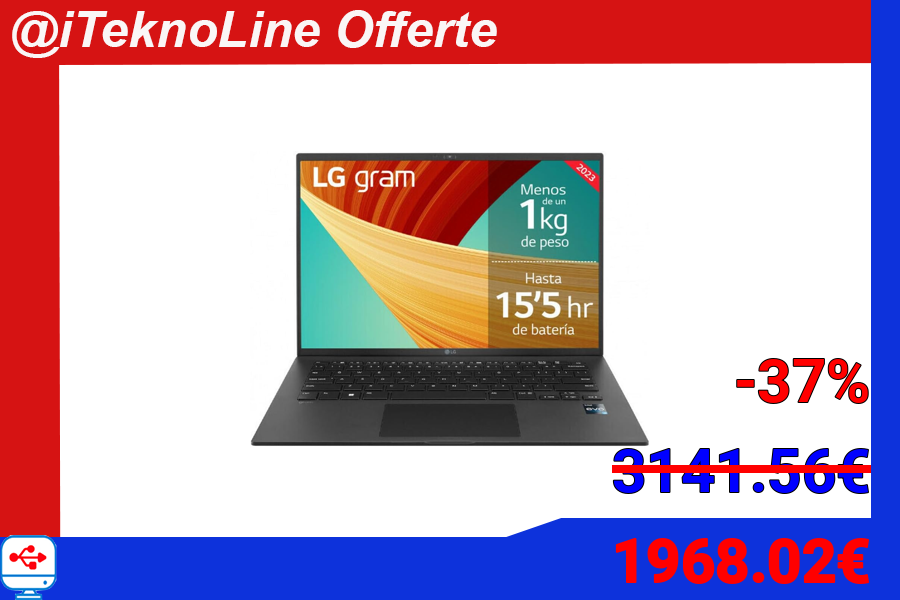 @iTeknoLine Offerte
LG gram
2023
Menos
de un
1kg
de peso
Hasta
15'5 hr
de batería
LG
-37%
3141.56€
1968.02€